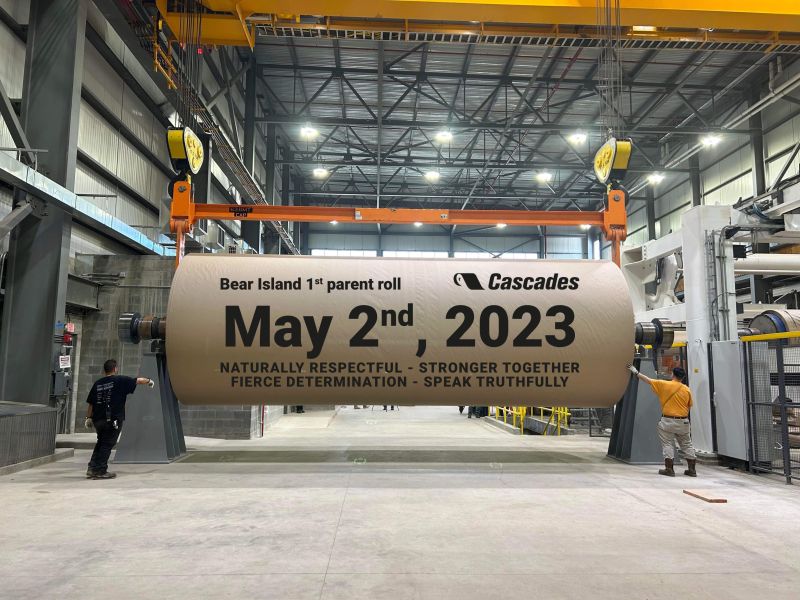 Bear Island 1st parent roll
Cascades
May 2nd, 2023
NATURALLY RESPECTFUL - STRONGER TOGETHER
FIERCE DETERMINATION - SPEAK TRUTHFULLY